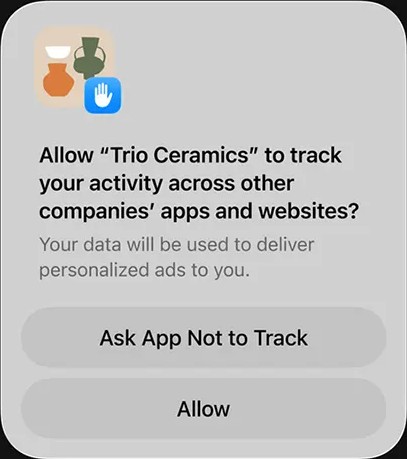 Allow “Trio Ceramics” to track
your activity across other
companies’ apps and websites?
Your data will be used to deliver
personalized ads to you.
Ask App Not to Track
Allow